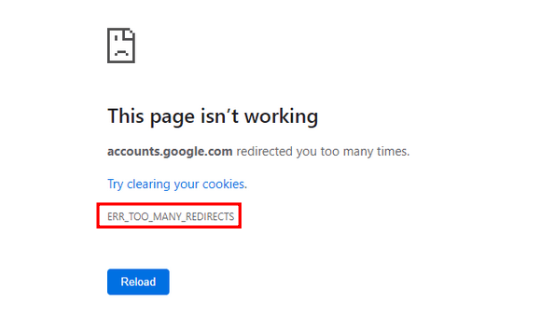 This page isn’t working
accounts.google.com redirected you too many times.
Try clearing your cookies.
ERR_TOO_MANY_REDIRECTS
Reload